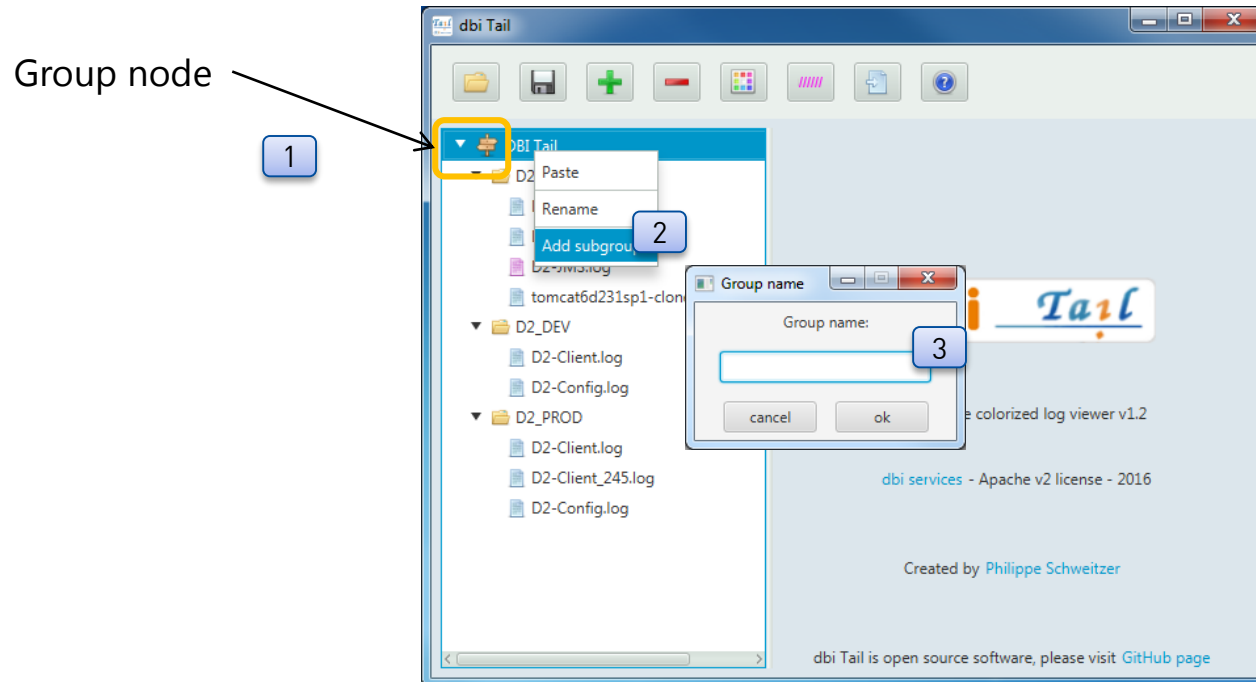 dbi Tail
Group node
1
DBI Tail
Paste
Rename
2
Add subgrou
D2-JMS.log
tomcat6d231sp1-clon
D2_DEV
D2-Client.log
D2-Config.log
D2_PROD
D2-Client.log
D2-Client_245.log
D2-Config.log
Group name
Group name:
3
cancel
ok
Tail
colorized log viewer v1.2
dbi services - Apache v2 license - 2016
Created by Philippe Schweitzer
dbi Tail is open source software, please visit GitHub page